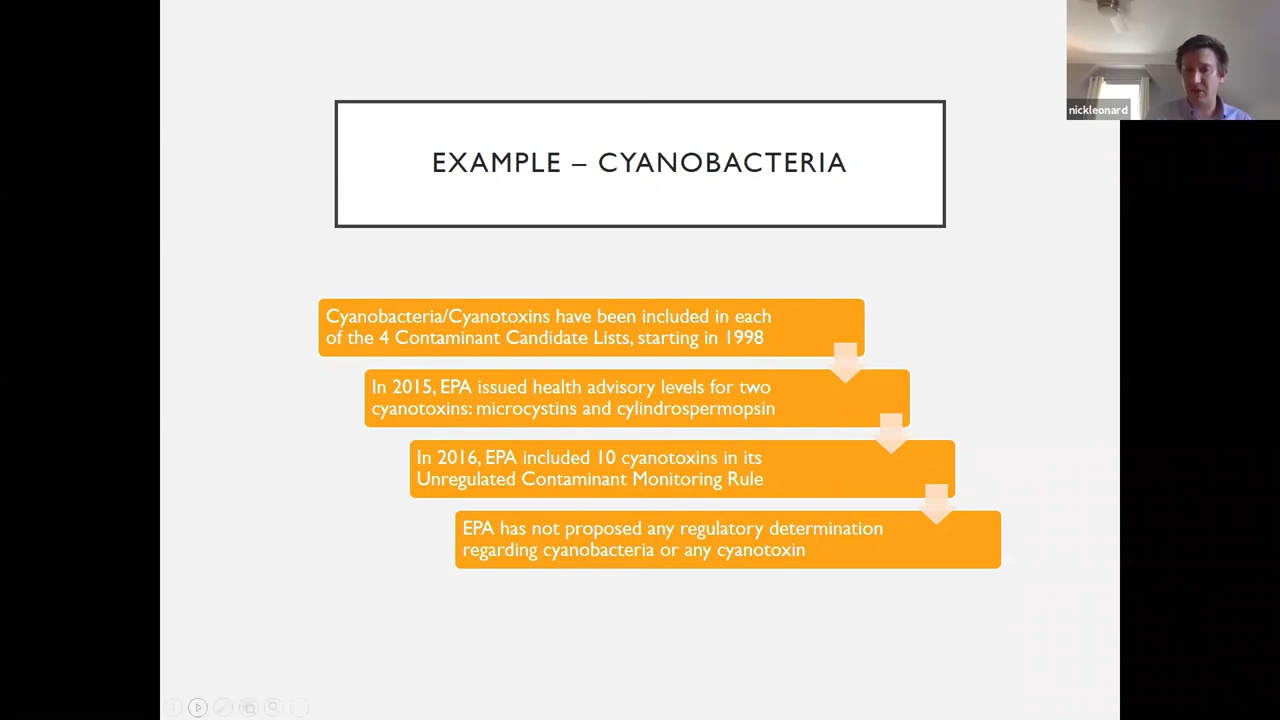 nickleonard
EXAMPLE – CYANOBACTERIA
Cyanobacteria/Cyanotoxins have been included in each
of the 4 Contaminant Candidate Lists, starting in 1998
In 2015, EPA issued health advisory levels for two
cyanotoxins: microcystins and cylindrospermopsin
In 2016, EPA included 10 cyanotoxins in its
Unregulated Contaminant Monitoring Rule
EPA has not proposed any regulatory determination
regarding cyanobacteria or any cyanotoxin